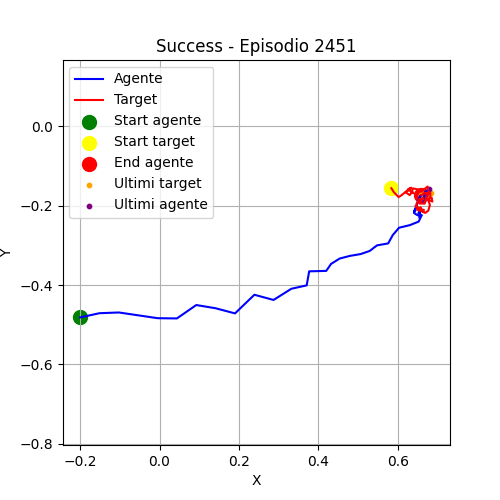 Success - Episodio 2451
Agente
Target
Start agente
Start target
End agente
Ultimi target
Ultimi agente
0.0
−0.2
−0.4
−0.6
−0.8
Y
−0.2 0.0 0.2 0.4 0.6
X